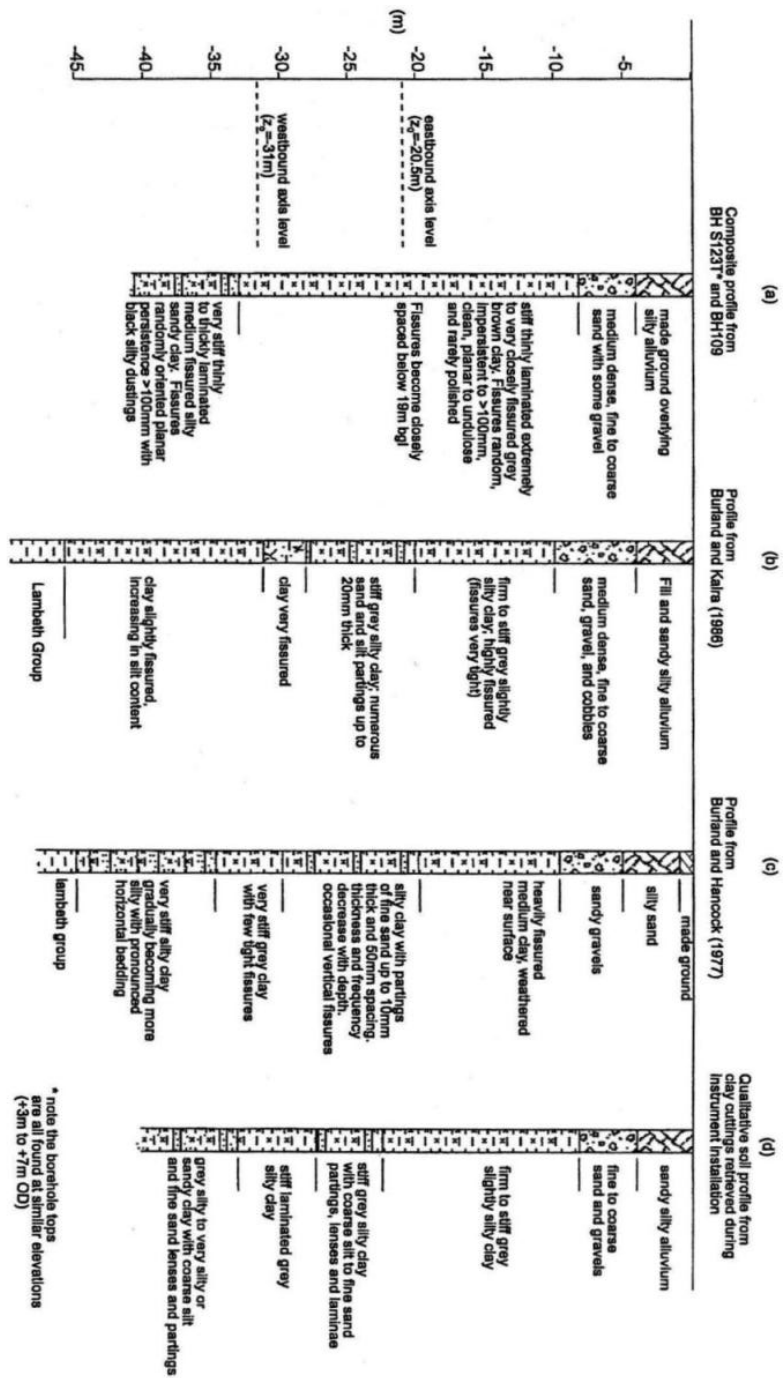 (m)
-5
-10
-15
-20
-25
-30
-35
-40
-45
eastbound axis level
(z₀=-20.5m)
westbound axis level
(z₀=-31m)
Composite profile from
BH S123T* and BH109
(a)
made ground overlying
silty alluvium
medium dense, fine to coarse
sand with some gravel
stiff thinly laminated extremely
to very closely fissured grey
brown clay. Fissures random,
impersistent to >100mm,
clean, planar to undulose
and rarely polished
Fissures become closely
spaced below 19m bgl
very stiff thinly
to thickly laminated
medium fissured silty
sandy clay. Fissures
randomly oriented planar
persistence >100mm with
black silty dustings
Profile from
Burland and Kalra (1986)
(b)
Fill and sandy silty alluvium
medium dense, fine to coarse
sand, gravel, and cobbles
firm to stiff grey slightly
silty clay; highly fissured
(fissures very tight)
stiff grey silty clay; numerous
sand and silt partings up to
20mm thick
clay very fissured
clay slightly fissured,
increasing in silt content
Lambeth Group
Profile from
Burland and Hancock (1977)
(c)
made ground
silty sand
sandy gravels
heavily fissured
medium clay, weathered
near surface
silty clay with partings
of fine sand up to 10mm
thick and 50mm spacing.
thickness and frequency
decrease with depth.
occasional vertical fissures
very stiff grey clay
with few tight fissures
very stiff silty clay
gradually becoming more
silty with pronounced
horizontal bedding
lambeth group
Qualitative soil profile from
clay cuttings retrieved during
instrument installation
(d)
sandy silty alluvium
fine to coarse
sand and gravels
firm to stiff grey
slightly silty clay
stiff grey silty clay
with coarse silt to fine sand
partings, lenses and laminae
stiff laminated grey
silty clay
grey silty to very silty or
sandy clay with coarse silt
and fine sand lenses and partings
* note the borehole tops
are all found at similar elevations
(+3m to +7m OD)